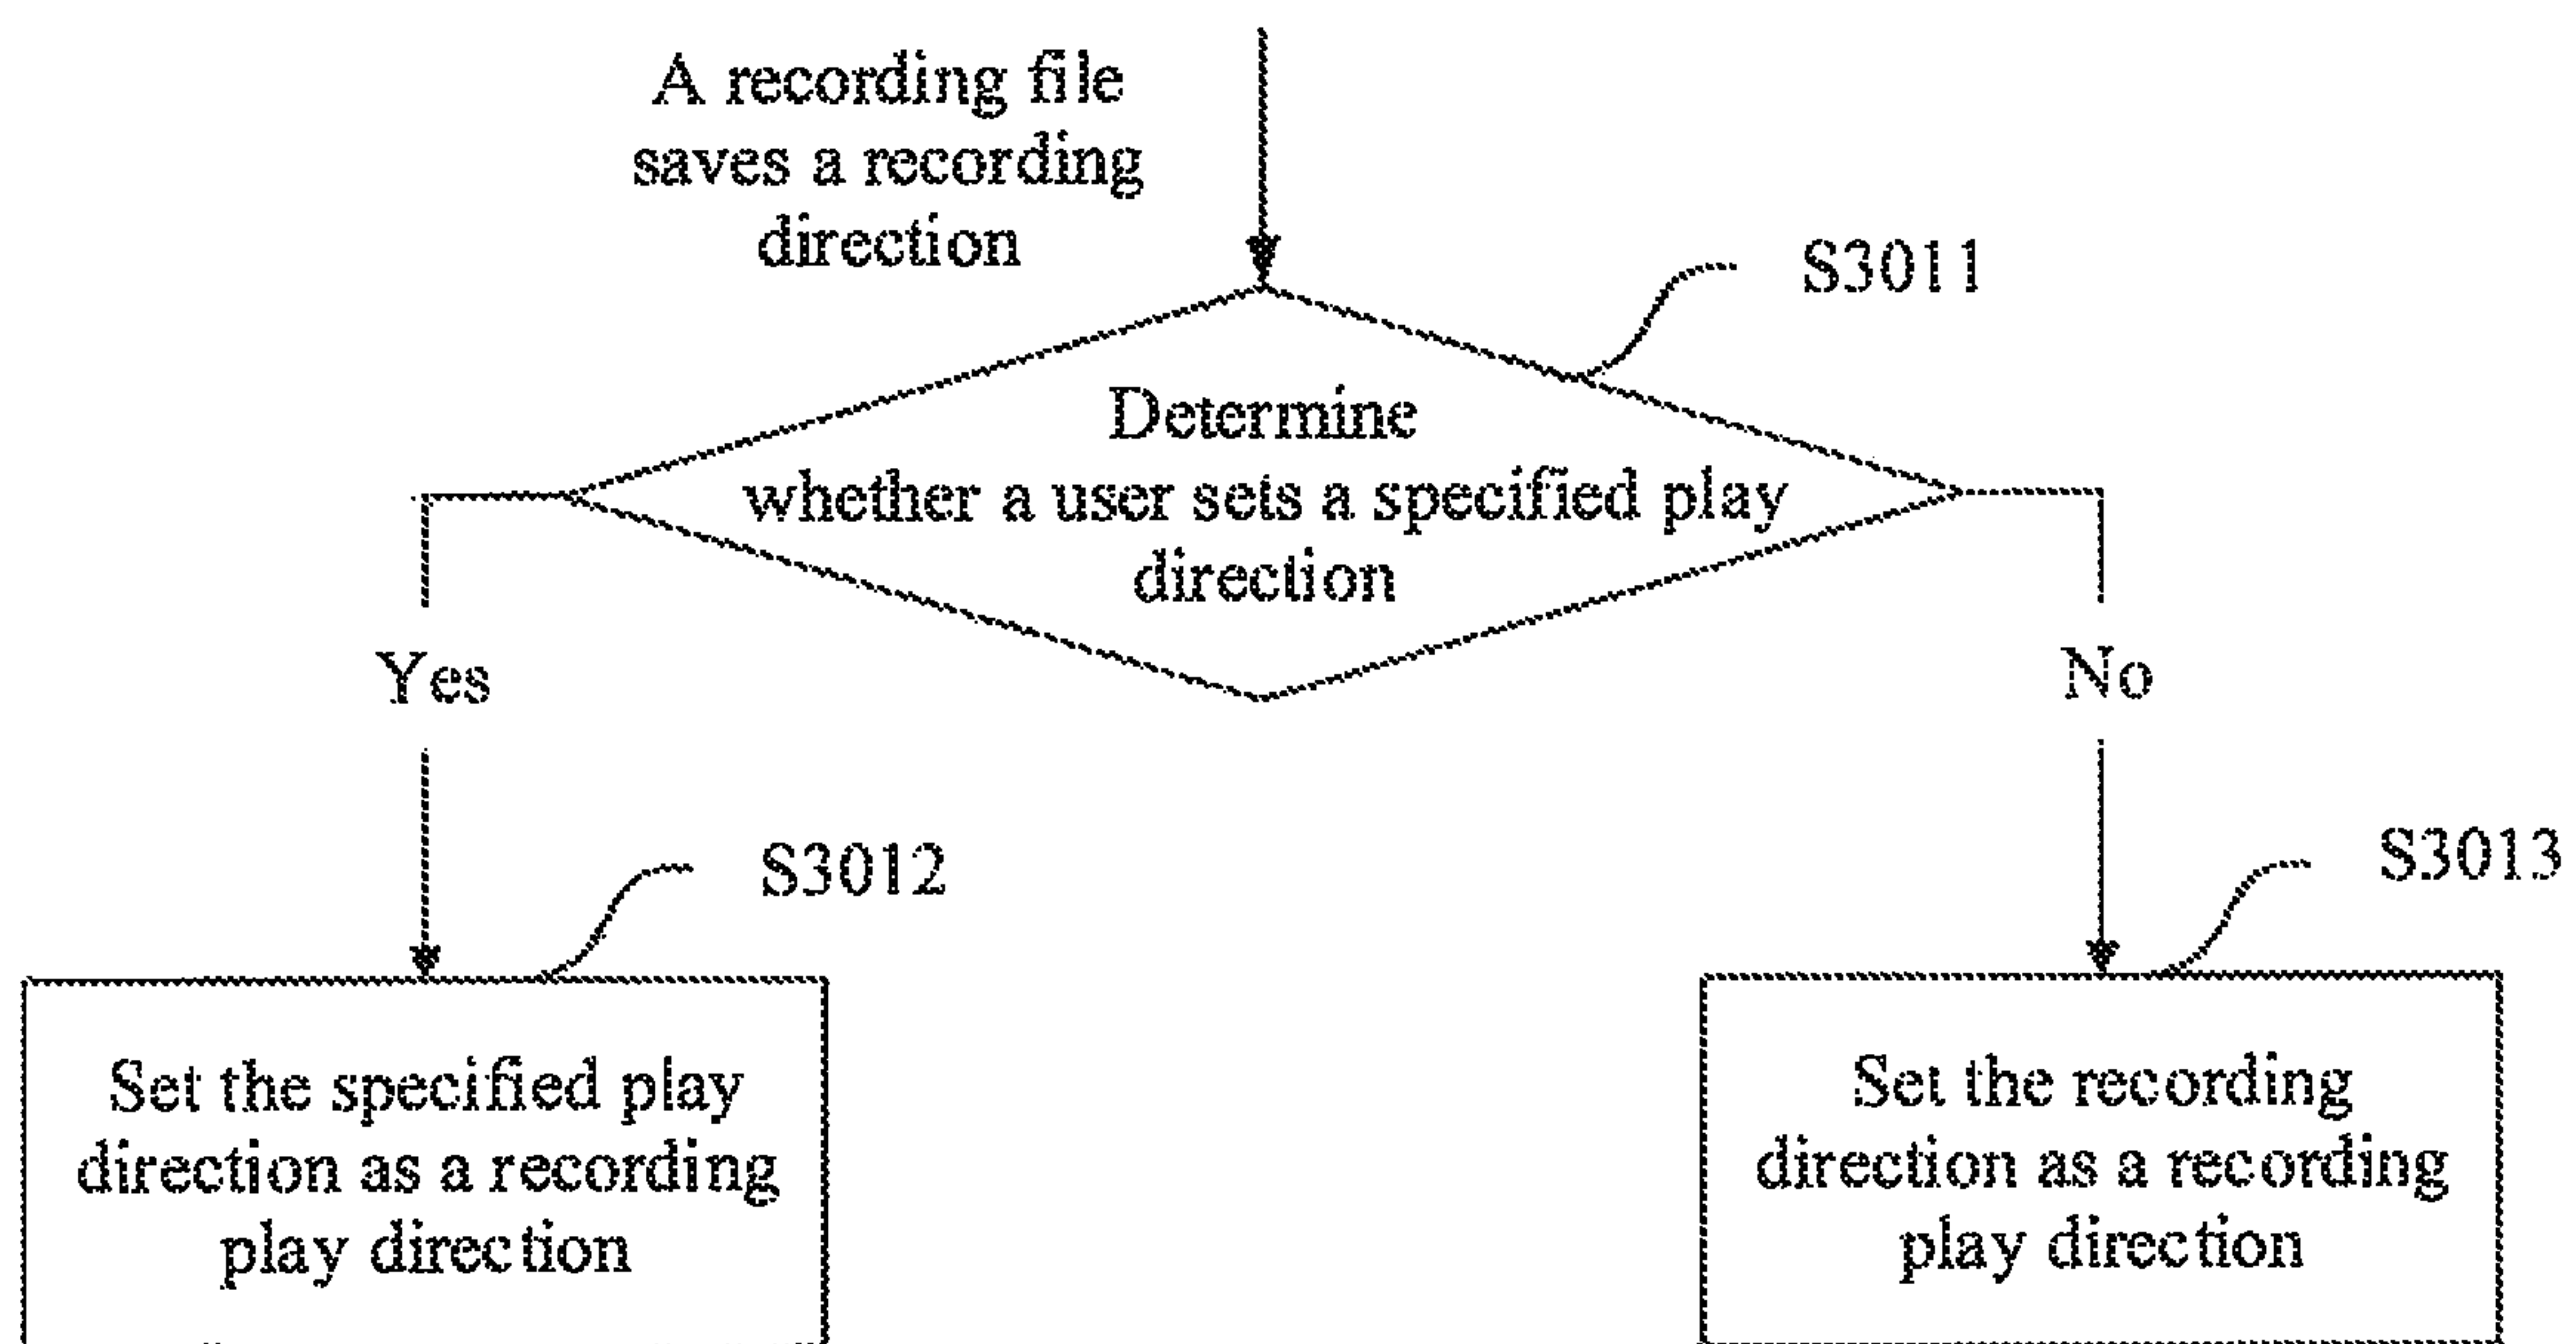 A recording file
saves a recording
direction
S3011
Determine
whether a user sets a specified play
direction
Yes
No
S3012
S3013
Set the specified play
direction as a recording
play direction
Set the recording
direction as a recording
play direction